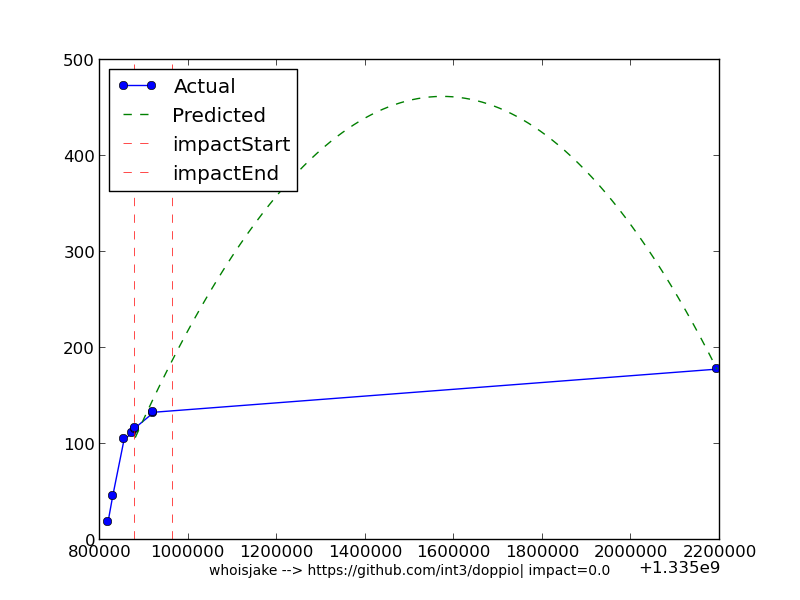 500
400
300
200
100
0
Actual
Predicted
impactStart
impactEnd
800000 1000000 1200000 1400000 1600000 1800000 2000000 2200000
+1.335e9
whoisjake --> https://github.com/int3/doppio| impact=0.0